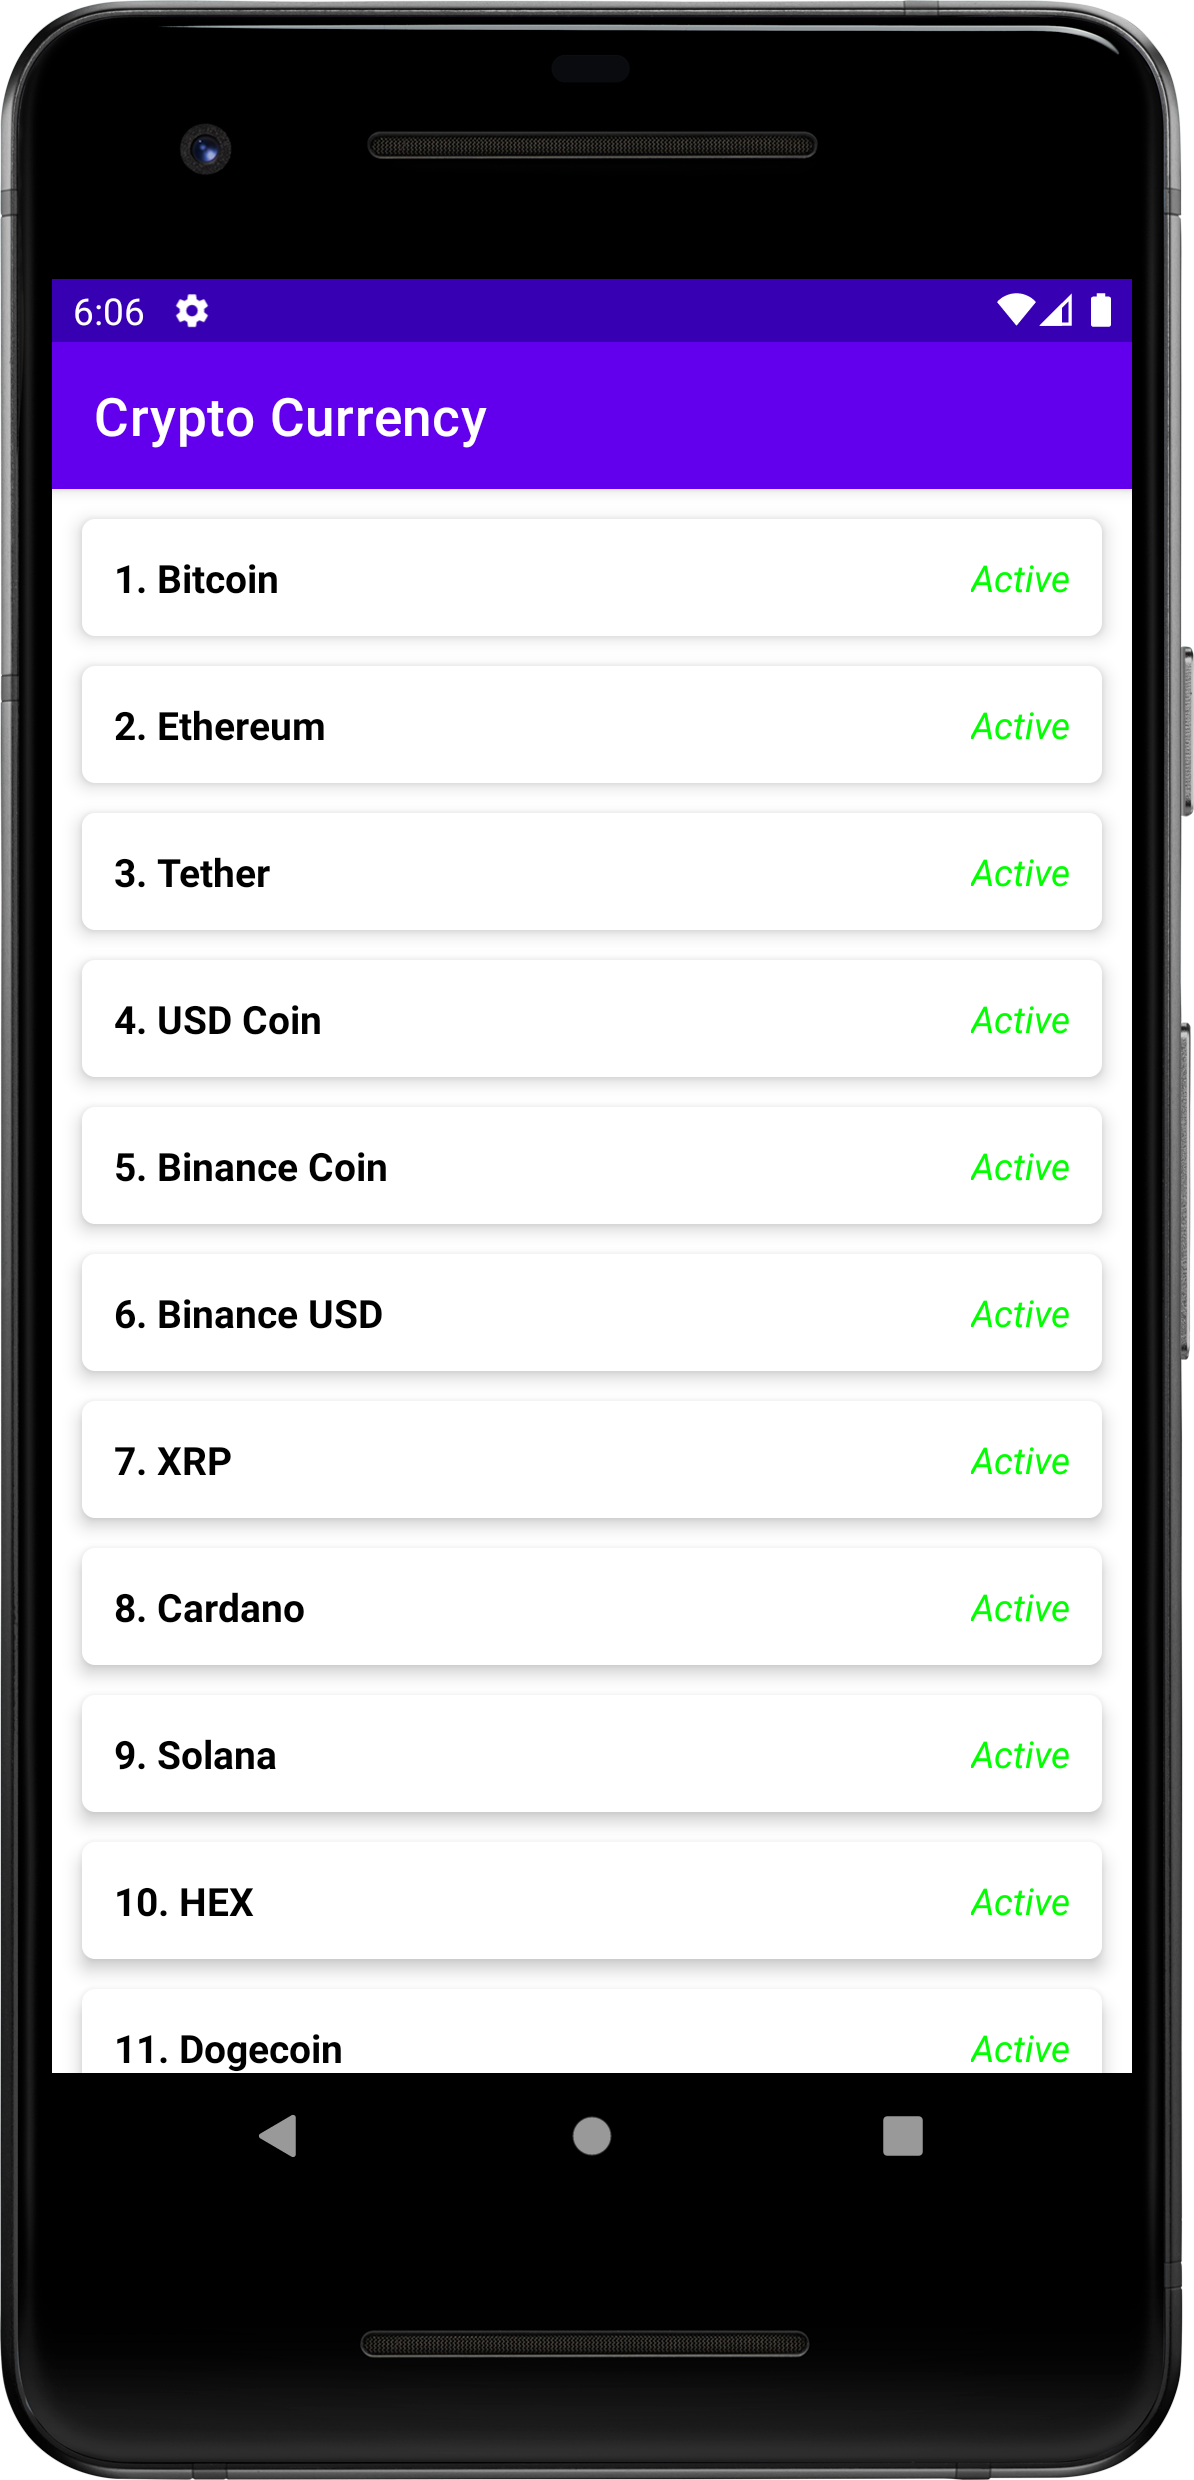 6:06
Crypto Currency
1. Bitcoin Active
2. Ethereum Active
3. Tether Active
4. USD Coin Active
5. Binance Coin Active
6. Binance USD Active
7. XRP Active
8. Cardano Active
9. Solana Active
10. HEX Active
11. Dogecoin Active